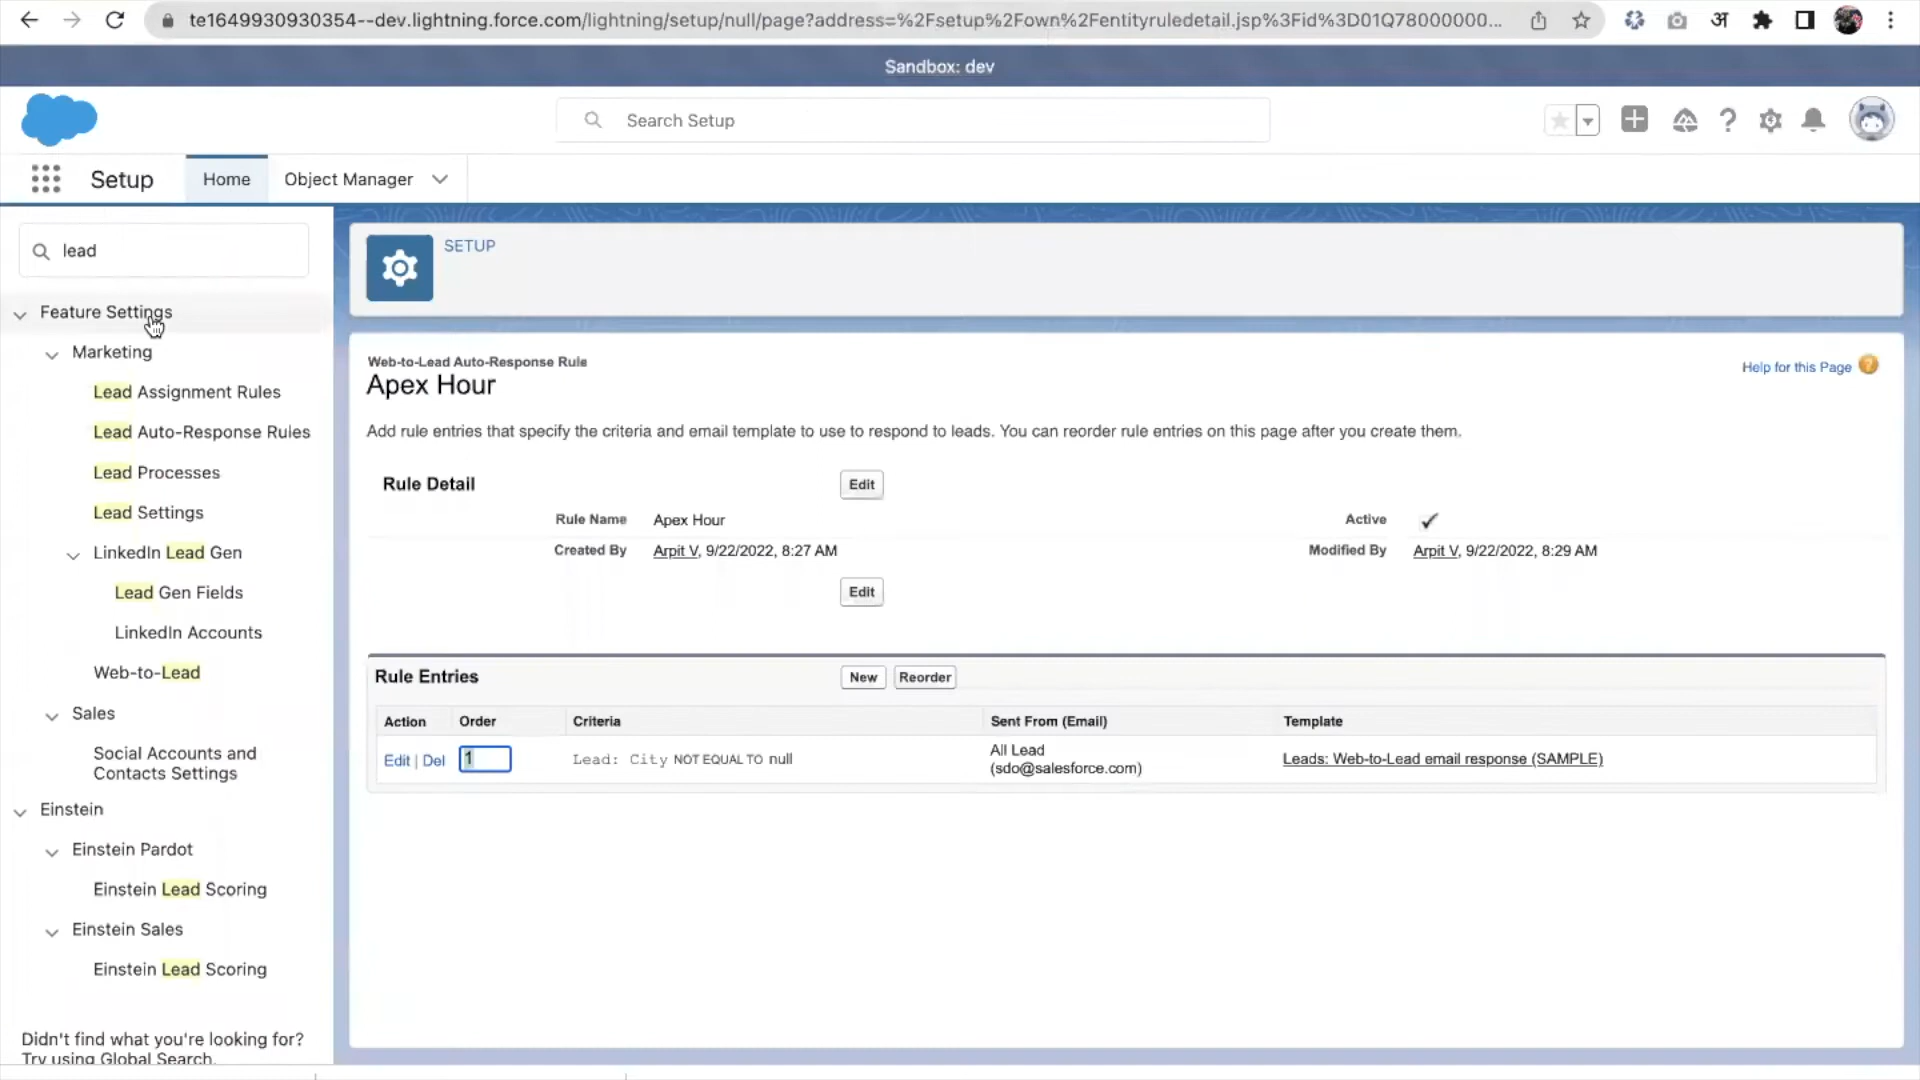 te1649930930354--dev.lightning.force.com/lightning/setup/null/page?address=%2Fsetup%2Fown%2Fentityruledetail.jsp%3Fid%3D01Q78000000...
अ
Sandbox: dev
Search Setup
Setup
Home
Object Manager
lead
Feature Settings
Marketing
Lead Assignment Rules
Lead Auto-Response Rules
Lead Processes
Lead Settings
LinkedIn Lead Gen
Lead Gen Fields
LinkedIn Accounts
Web-to-Lead
Sales
Social Accounts and
Contacts Settings
Einstein
Einstein Pardot
Einstein Lead Scoring
Einstein Sales
Einstein Lead Scoring
Didn't find what you're looking for?
Try using Global Search.
SETUP
Web-to-Lead Auto-Response Rule
Apex Hour
Help for this Page ?
Add rule entries that specify the criteria and email template to use to respond to leads. You can reorder rule entries on this page after you create them.
Rule Detail Edit
Rule Name Apex Hour Active
Created By Arpit V, 9/22/2022, 8:27 AM Modified By Arpit V, 9/22/2022, 8:29 AM
Edit
Rule Entries New Reorder
Action Order Criteria Sent From (Email) Template
Edit | Del 1 Lead: City NOT EQUAL TO null All Lead Leads: Web-to-Lead email response (SAMPLE)
(sdo@salesforce.com)